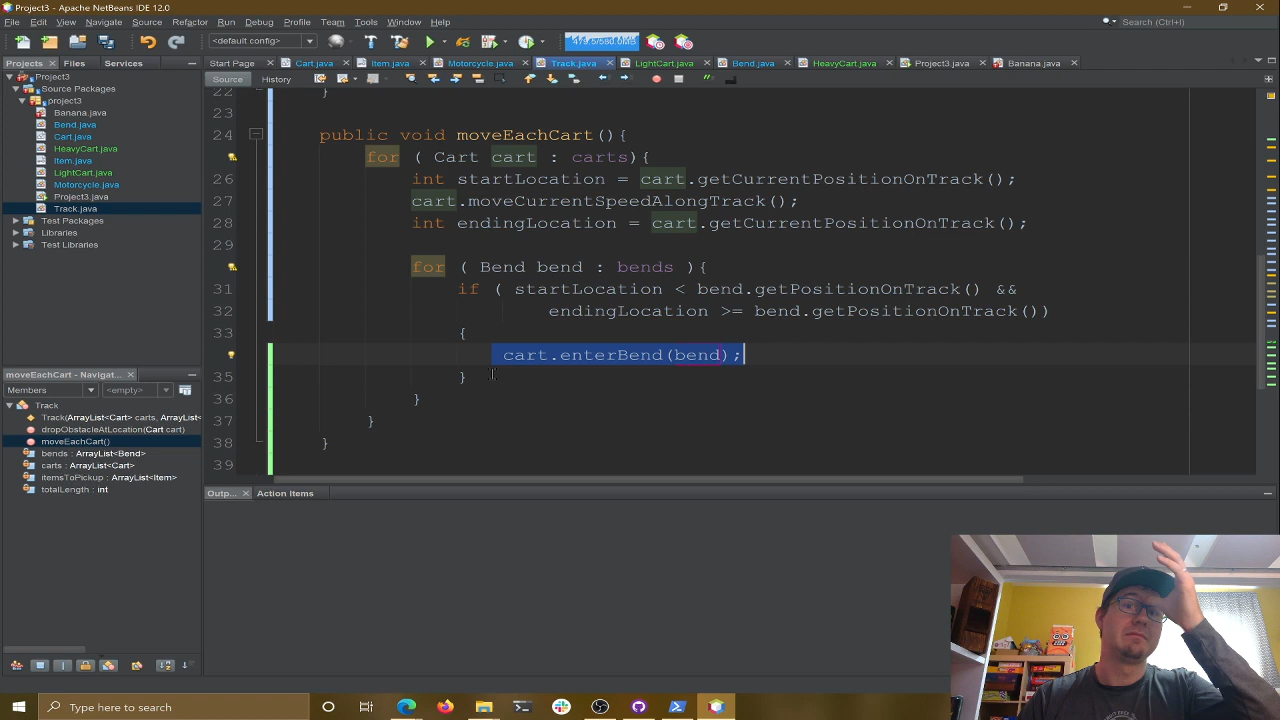 Project3 - Apache NetBeans IDE 12.0
File Edit View Navigate Source Refactor Run Debug Profile Team Tools Window Help
Search (Ctrl+I)
<default config>
479.5/580.0MB
Projects Files Services
Start Page Cart.java Item.java Motorcycle.java Track.java LightCart.java Bend.java HeavyCart.java Project3.java Banana.java
Source History
Project3
Source Packages
project3
Banana.java
Bend.java
Cart.java
HeavyCart.java
Item.java
LightCart.java
Motorcycle.java
Project3.java
Track.java
Test Packages
Libraries
Test Libraries
22 }
23
24 public void moveEachCart(){
for ( Cart cart : carts){
26 int startLocation = cart.getCurrentPositionOnTrack();
27 cart.moveCurrentSpeedAlongTrack();
28 int endingLocation = cart.getCurrentPositionOnTrack();
29
for ( Bend bend : bends ){
31 if ( startLocation < bend.getPositionOnTrack() &&
32 endingLocation >= bend.getPositionOnTrack())
33 {
cart.enterBend(bend);
35 }
36 }
37 }
38 }
39
moveEachCart - Navigat...
Members <empty>
Track
Track(ArrayList<Cart> carts, ArrayList<
dropObstacleAtLocation(Cart cart)
moveEachCart()
bends : ArrayList<Bend>
carts : ArrayList<Cart>
itemsToPickup : ArrayList<Item>
totalLength : int
Outp... Action Items
Type here to search